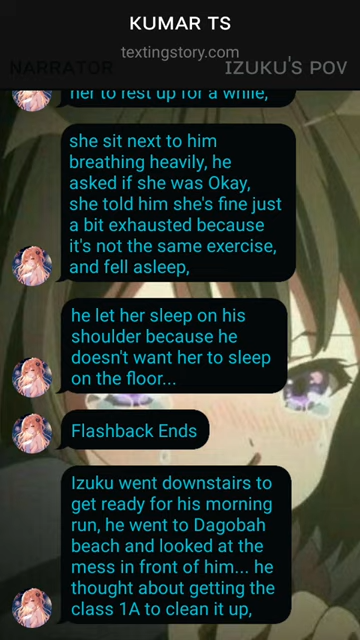 KUMAR TS
textingstory.com
NARRATOR
IZUKU'S POV
her to rest up for a while,
she sit next to him
breathing heavily, he
asked if she was Okay,
she told him she's fine just
a bit exhausted because
it's not the same exercise,
and fell asleep,
he let her sleep on his
shoulder because he
doesn't want her to sleep
on the floor...
Flashback Ends
Izuku went downstairs to
get ready for his morning
run, he went to Dagobah
beach and looked at the
mess in front of him... he
thought about getting the
class 1A to clean it up,